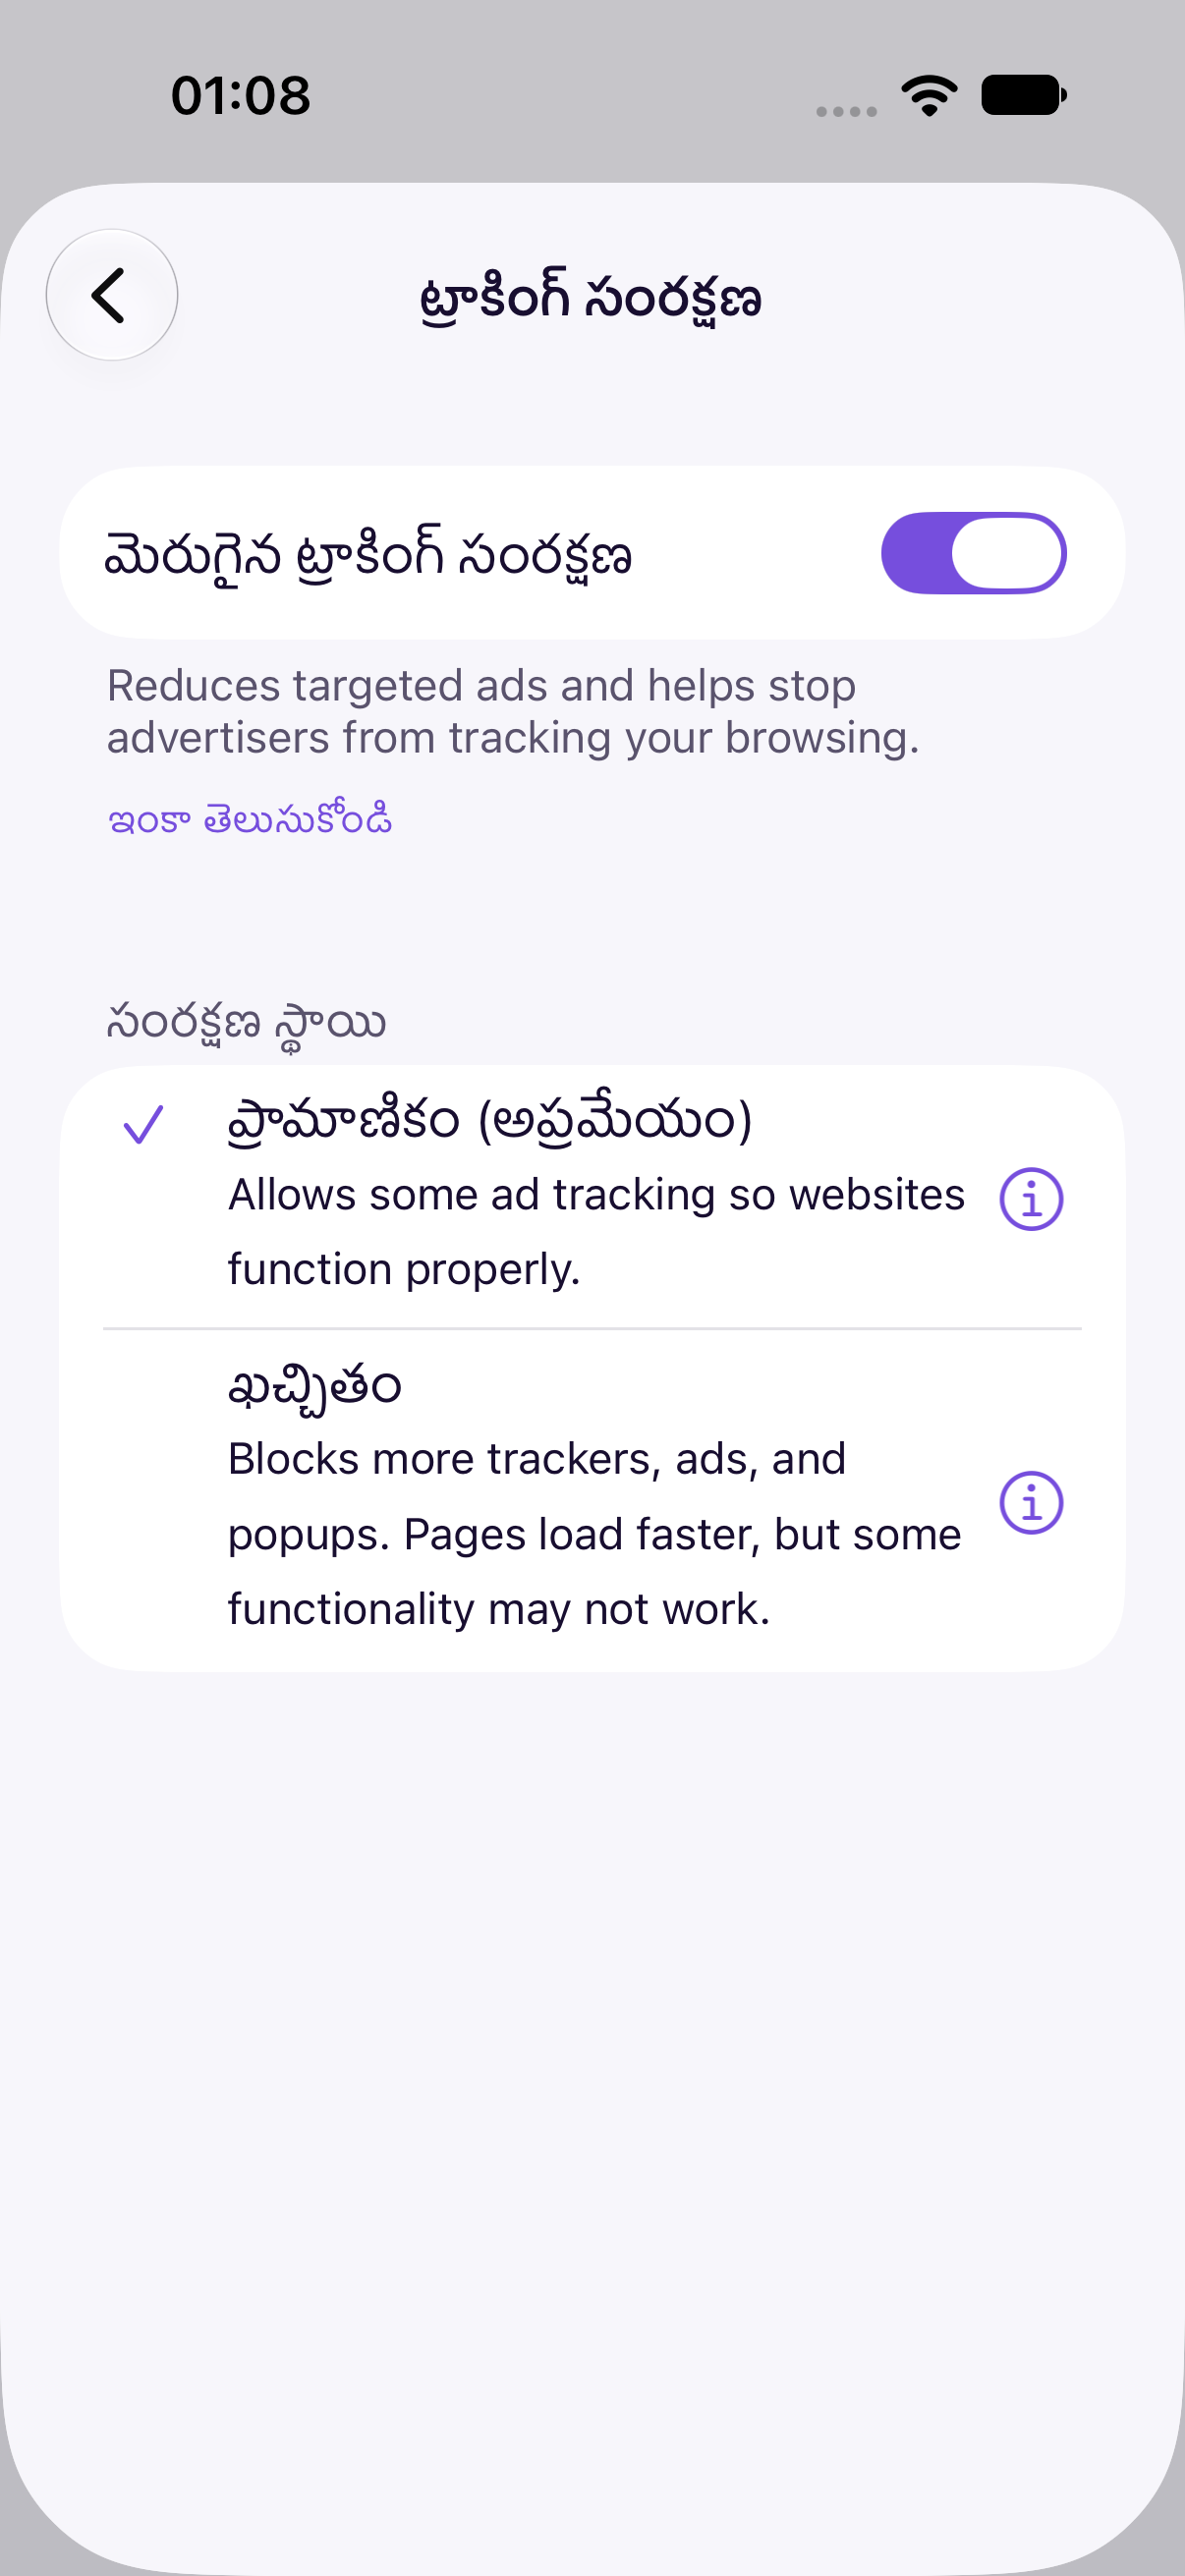 01:08
ట్రాకింగ్ సంరక్షణ
మెరుగైన ట్రాకింగ్ సంరక్షణ
Reduces targeted ads and helps stop
advertisers from tracking your browsing.
ఇంకా తెలుసుకోండి
సంరక్షణ స్థాయి
ప్రామాణికం (అప్రమేయం)
Allows some ad tracking so websites
function properly.
ఖచ్చితం
Blocks more trackers, ads, and
popups. Pages load faster, but some
functionality may not work.